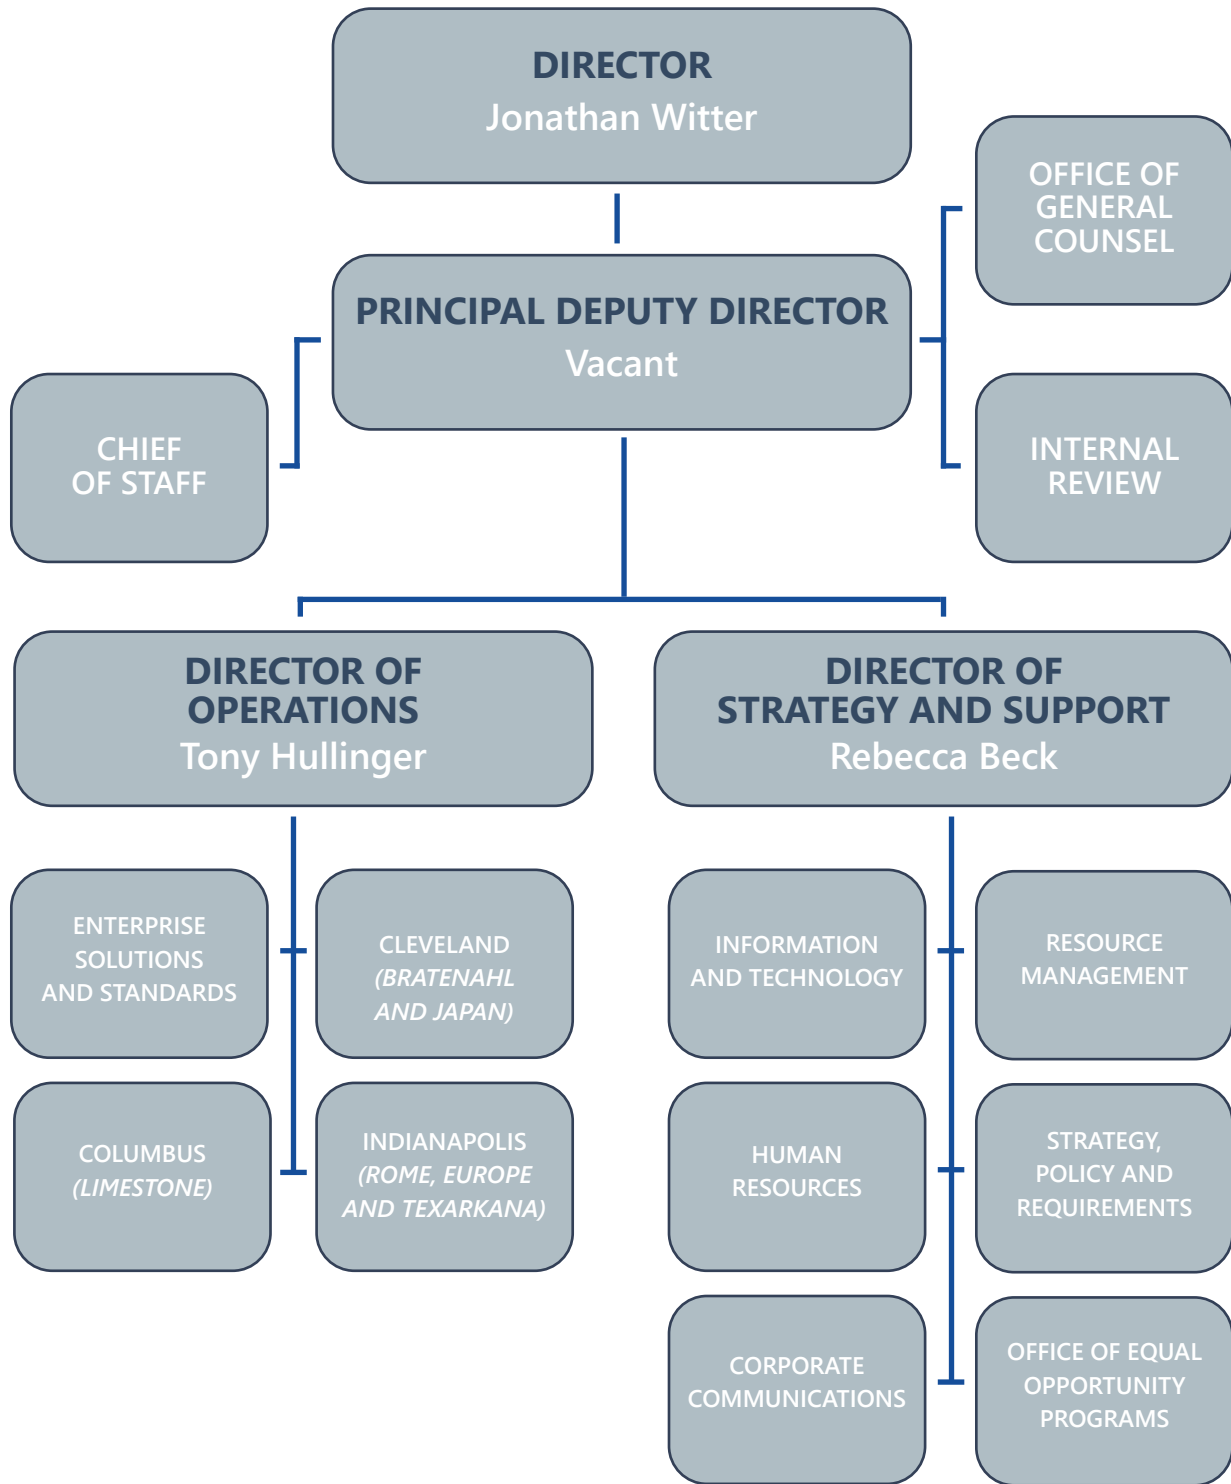 DIRECTOR
Jonathan Witter
OFFICE OF
GENERAL
COUNSEL
PRINCIPAL DEPUTY DIRECTOR
Vacant
CHIEF
OF STAFF
INTERNAL
REVIEW
DIRECTOR OF
OPERATIONS
Tony Hullinger
DIRECTOR OF
STRATEGY AND SUPPORT
Rebecca Beck
ENTERPRISE
SOLUTIONS
AND STANDARDS
CLEVELAND
(BRATENAHL
AND JAPAN)
INFORMATION
AND TECHNOLOGY
RESOURCE
MANAGEMENT
COLUMBUS
(LIMESTONE)
INDIANAPOLIS
(ROME, EUROPE
AND TEXARKANA)
HUMAN
RESOURCES
STRATEGY,
POLICY AND
REQUIREMENTS
CORPORATE
COMMUNICATIONS
OFFICE OF EQUAL
OPPORTUNITY
PROGRAMS